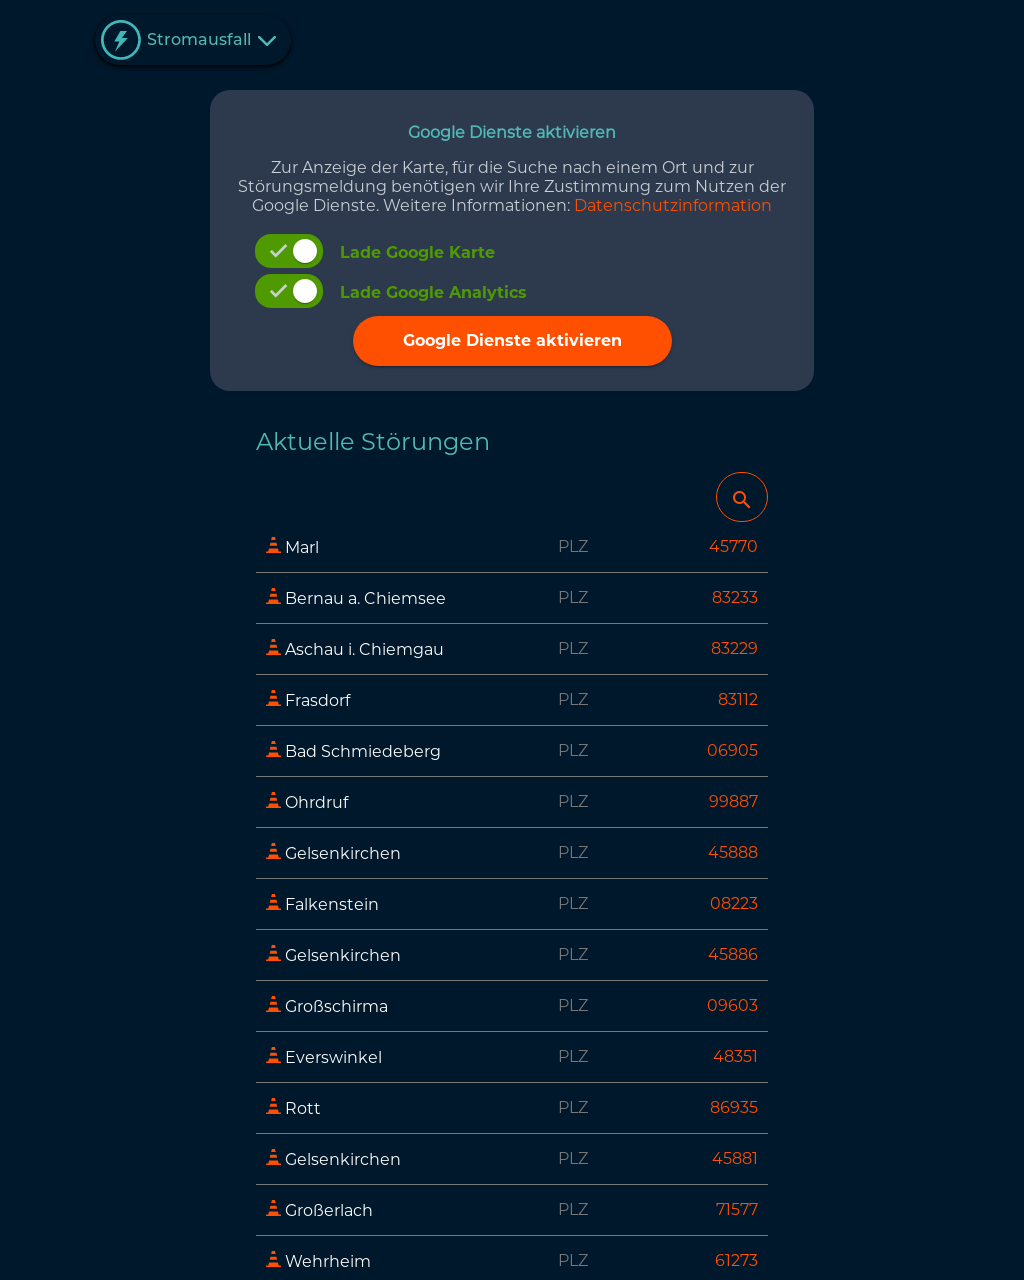 Stromausfall
Google Dienste aktivieren
Zur Anzeige der Karte, für die Suche nach einem Ort und zur
Störungsmeldung benötigen wir Ihre Zustimmung zum Nutzen der
Google Dienste. Weitere Informationen: Datenschutzinformation
Lade Google Karte
Lade Google Analytics
Google Dienste aktivieren
Aktuelle Störungen
Marl PLZ 45770
Bernau a. Chiemsee PLZ 83233
Aschau i. Chiemgau PLZ 83229
Frasdorf PLZ 83112
Bad Schmiedeberg PLZ 06905
Ohrdruf PLZ 99887
Gelsenkirchen PLZ 45888
Falkenstein PLZ 08223
Gelsenkirchen PLZ 45886
Großschirma PLZ 09603
Everswinkel PLZ 48351
Rott PLZ 86935
Gelsenkirchen PLZ 45881
Großerlach PLZ 71577
Wehrheim PLZ 61273